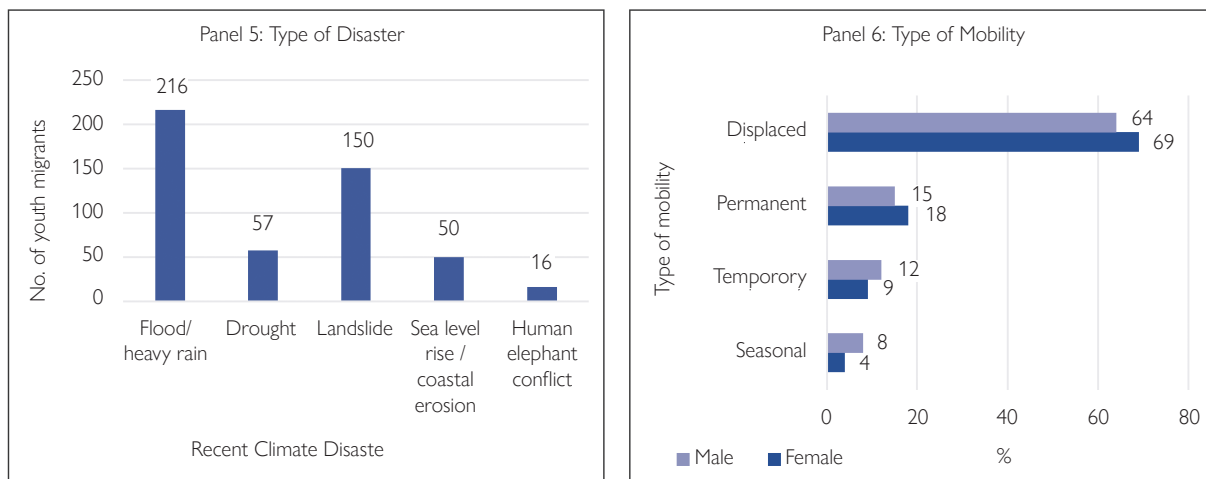 Panel 5: Type of Disaster
No. of youth migrants
250
200
150
100
50
0
216
57
150
50
16
Flood/
heavy rain
Drought
Landslide
Sea level
rise /
coastal
erosion
Human
elephant
conflict
Recent Climate Disaste
Panel 6: Type of Mobility
Type of mobility
Displaced
64
69
Permanent
15
18
Temporory
12
9
Seasonal
8
4
0 20 40 60 80
Male Female %